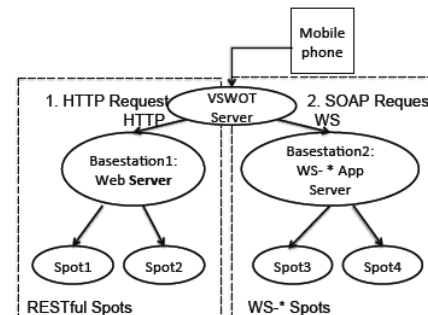 Mobile
phone
1. HTTP Request
HTTP
VSWOT
Server
2. SOAP Reques
WS
Basestation1:
Web Server
Basestation2:
WS- * App
Server
Spot1
Spot2
Spot3
Spot4
RESTful Spots
WS-* Spots